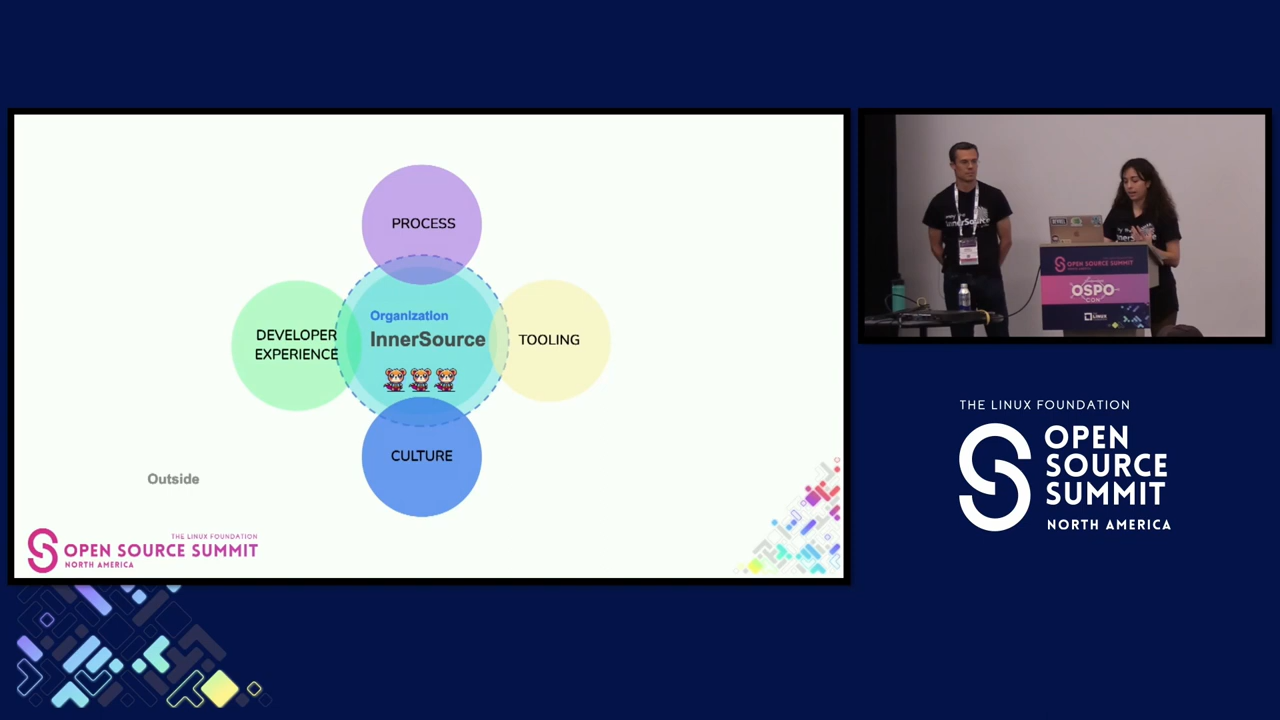 PROCESS
DEVELOPER
EXPERIENCE
Organization
InnerSource
TOOLING
CULTURE
Outside
THE LINUX FOUNDATION
OPEN SOURCE SUMMIT
NORTH AMERICA
OPEN SOURCE SUMMIT
OSPO
CON
THE LINUX FOUNDATION
OPEN
SOURCE
SUMMIT
NORTH AMERICA